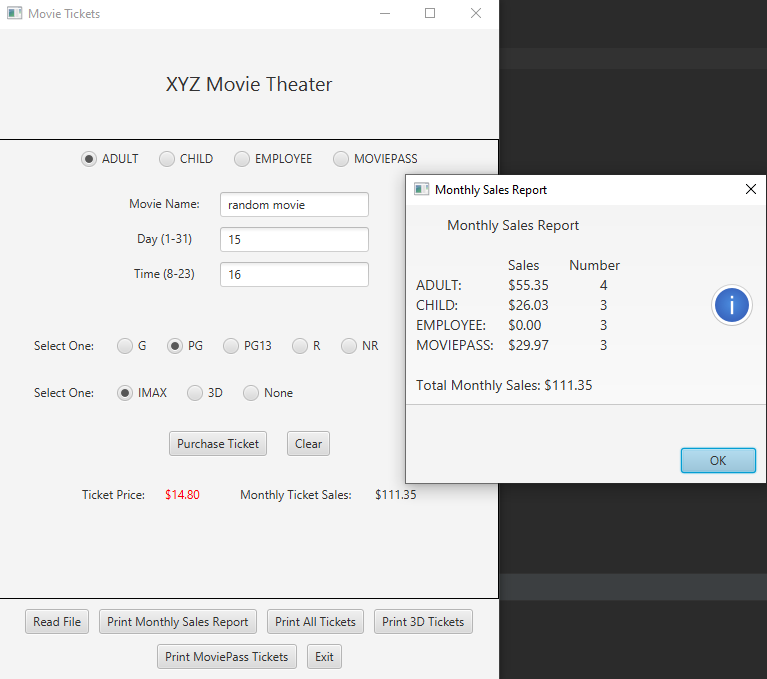 Movie Tickets
XYZ Movie Theater
ADULT CHILD EMPLOYEE MOVIEPASS
Movie Name: random movie
Day (1-31) 15
Time (8-23) 16
Select One: G PG PG13 R NR
Select One: IMAX 3D None
Purchase Ticket Clear
Ticket Price: $14.80 Monthly Ticket Sales: $111.35
Read File Print Monthly Sales Report Print All Tickets Print 3D Tickets
Print MoviePass Tickets Exit
Monthly Sales Report
Monthly Sales Report
Sales Number
ADULT: $55.35 4
CHILD: $26.03 3
EMPLOYEE: $0.00 3
MOVIEPASS: $29.97 3
Total Monthly Sales: $111.35
OK